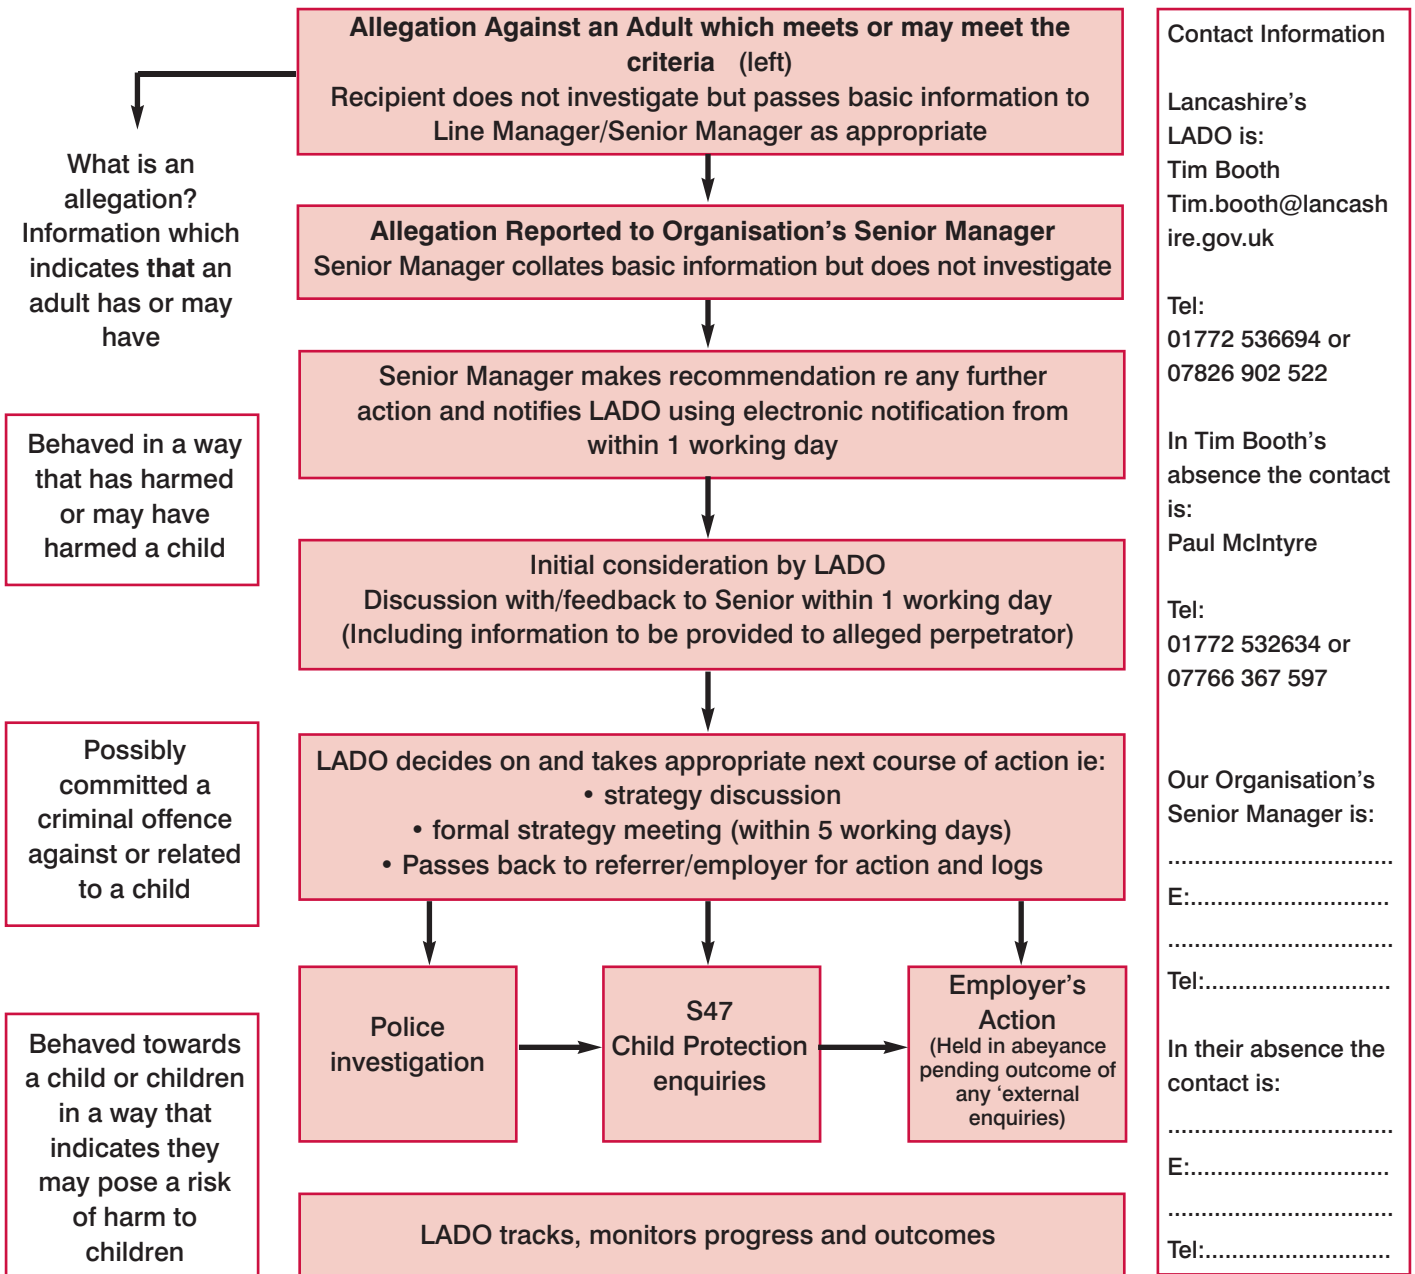 Allegation Against an Adult which meets or may meet the
criteria (left)
Recipient does not investigate but passes basic information to
Line Manager/Senior Manager as appropriate
What is an
allegation?
Information which
indicates that an
adult has or may
have
Behaved in a way
that has harmed
or may have
harmed a child
Possibly
committed a
criminal offence
against or related
to a child
Behaved towards
a child or children
in a way that
indicates they
may pose a risk
of harm to
children
Allegation Reported to Organisation's Senior Manager
Senior Manager collates basic information but does not investigate
Senior Manager makes recommendation re any further
action and notifies LADO using electronic notification from
within 1 working day
Initial consideration by LADO
Discussion with/feedback to Senior within 1 working day
(Including information to be provided to alleged perpetrator)
LADO decides on and takes appropriate next course of action ie:
• strategy discussion
• formal strategy meeting (within 5 working days)
• Passes back to referrer/employer for action and logs
Police
investigation
S47
Child Protection
enquiries
Employer's
Action
(Held in abeyance
pending outcome of
any 'external
enquiries)
LADO tracks, monitors progress and outcomes
Contact Information
Lancashire's
LADO is:
Tim Booth
Tim.booth@lancash
ire.gov.uk
Tel:
01772 536694 or
07826 902 522
In Tim Booth's
absence the contact
is:
Paul McIntyre
Tel:
01772 532634 or
07766 367 597
Our Organisation's
Senior Manager is:
..................................
E:..............................
..................................
Tel:............................
In their absence the
contact is:
..................................
E:..............................
..................................
Tel:............................